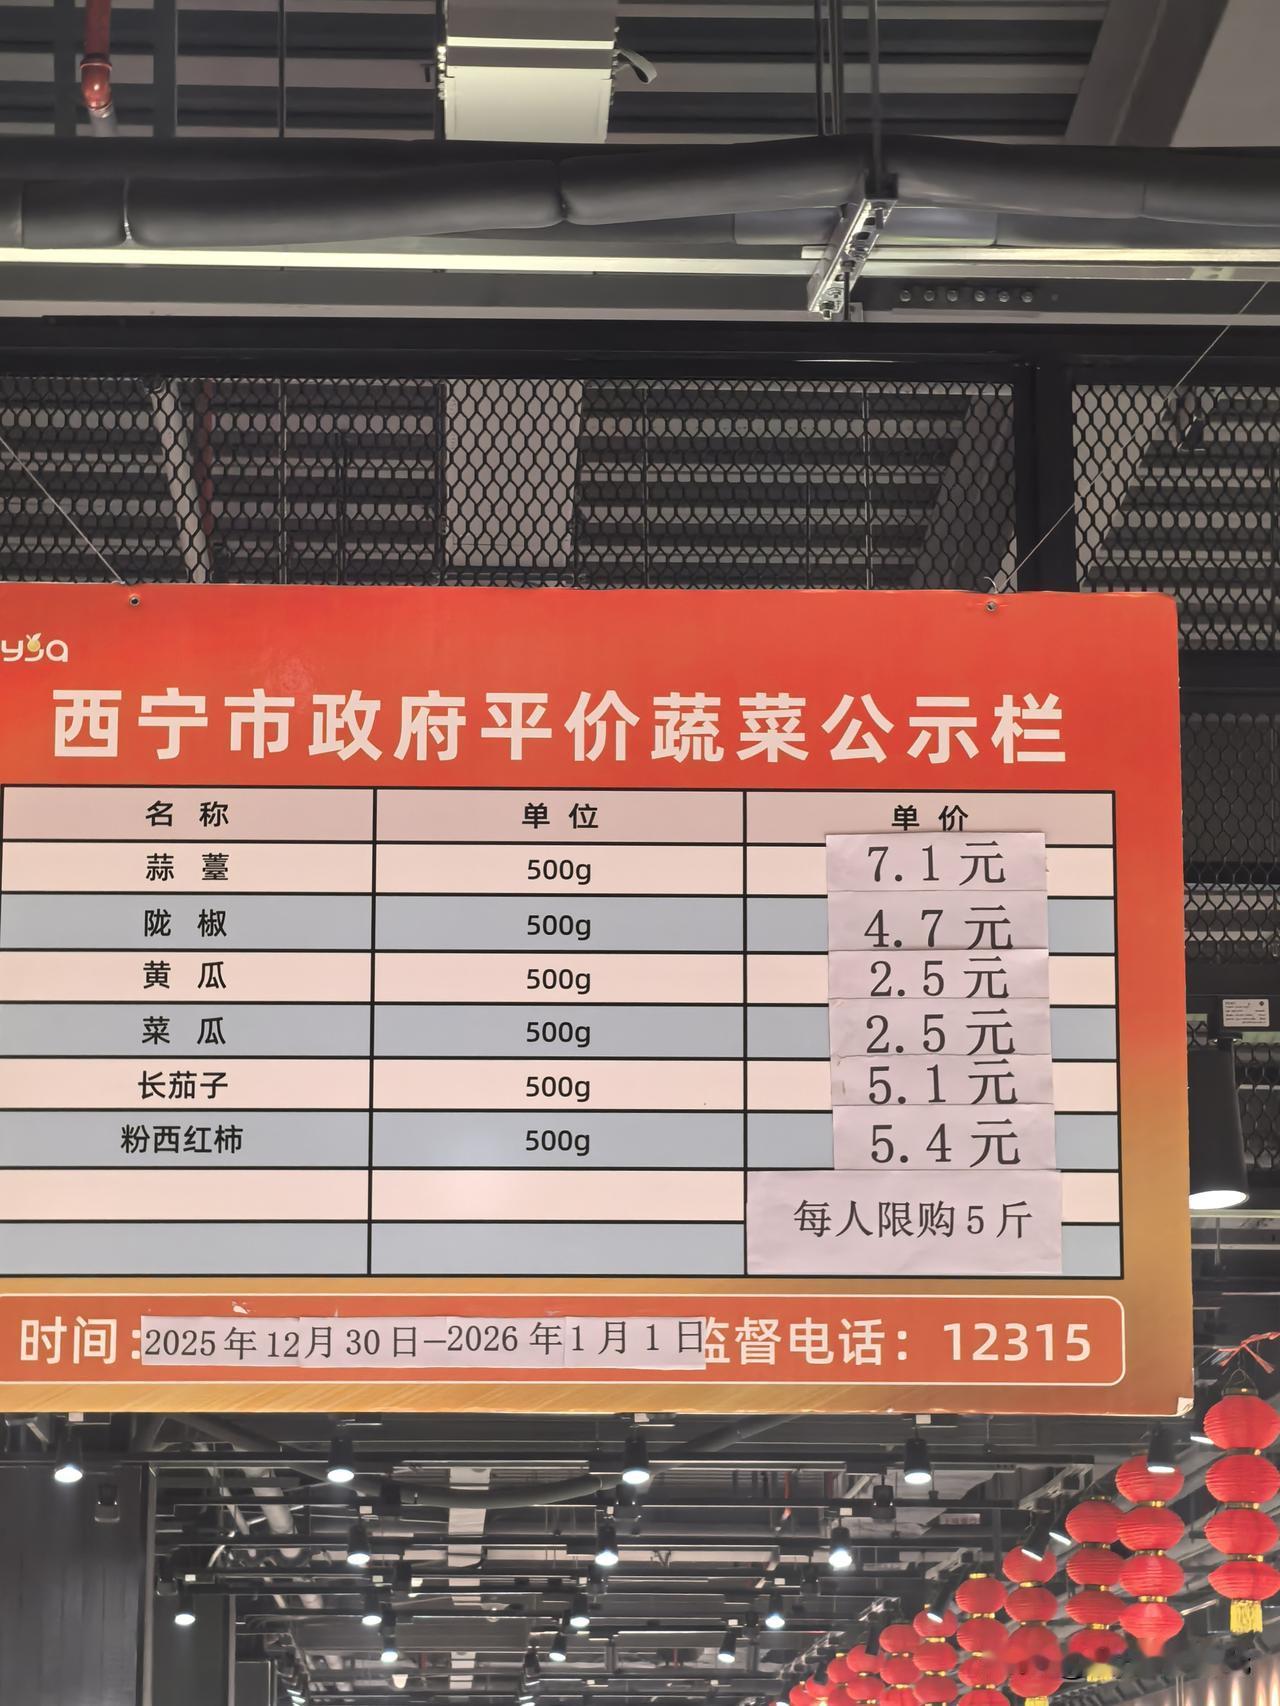 yja
西宁市政府平价蔬菜公示栏
名称 单位 单价
蒜薹 500g 7.1元
陇椒 500g 4.7元
黄瓜 500g 2.5元
菜瓜 500g 2.5元
长茄子 500g 5.1元
粉西红柿 500g 5.4元
每人限购5斤
时间：2025年12月30日—2026年1月1日 监督电话：12315